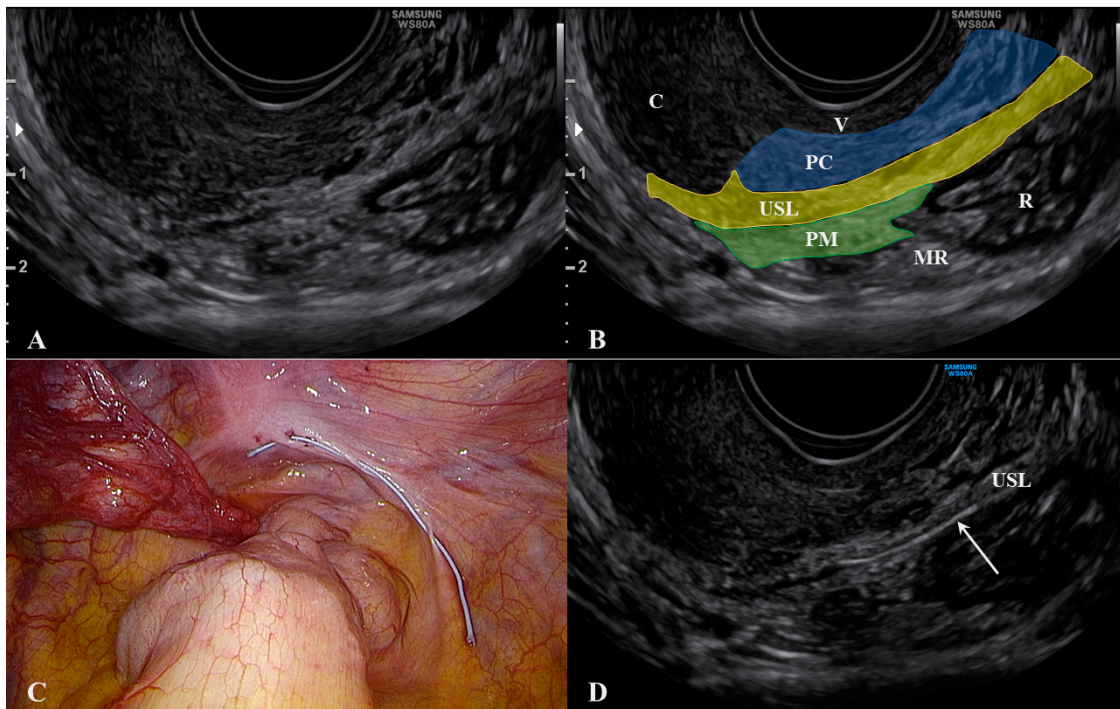 SAMSUNG
WS80A
1
2
A
SAMSUNG
WS80A
C
V
PC
USL
PM
R
MR
1
2
B
C
SAMSUNG
WS80A
USL
D